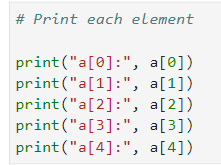 # Print each element
print("a[0]:", a[0])
print("a[1]:", a[1])
print("a[2]:", a[2])
print("a[3]:", a[3])
print("a[4]:", a[4])